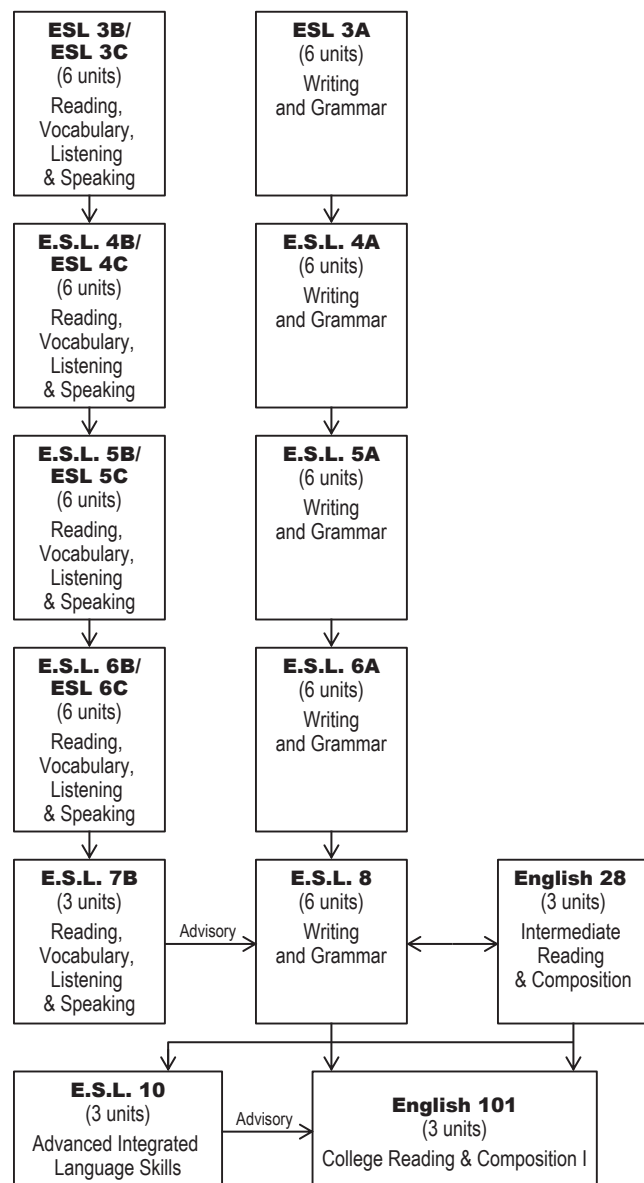 ESL 3B/
ESL 3C
(6 units)
Reading,
Vocabulary,
Listening
& Speaking
ESL 3A
(6 units)
Writing
and Grammar
E.S.L. 4B/
ESL 4C
(6 units)
Reading,
Vocabulary,
Listening
& Speaking
E.S.L. 4A
(6 units)
Writing
and Grammar
E.S.L. 5B/
ESL 5C
(6 units)
Reading,
Vocabulary,
Listening
& Speaking
E.S.L. 5A
(6 units)
Writing
and Grammar
E.S.L. 6B/
ESL 6C
(6 units)
Reading,
Vocabulary,
Listening
& Speaking
E.S.L. 6A
(6 units)
Writing
and Grammar
E.S.L. 7B
(3 units)
Reading,
Vocabulary,
Listening
& Speaking
Advisory
E.S.L. 8
(6 units)
Writing
and Grammar
English 28
(3 units)
Intermediate
Reading
& Composition
E.S.L. 10
(3 units)
Advanced Integrated
Language Skills
Advisory
English 101
(3 units)
College Reading & Composition I